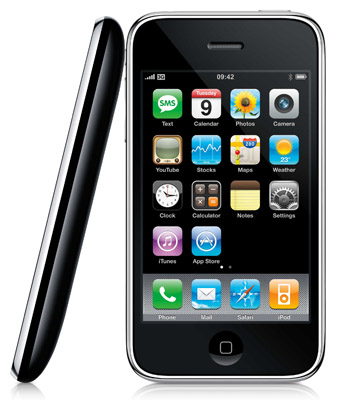 3G 09:42
SMS Tuesday 9
Text Calendar Photos Camera
280 23°
YouTube Stocks Maps Weather
Clock Calculator Notes Settings
iTunes App Store
Phone Mail Safari iPod